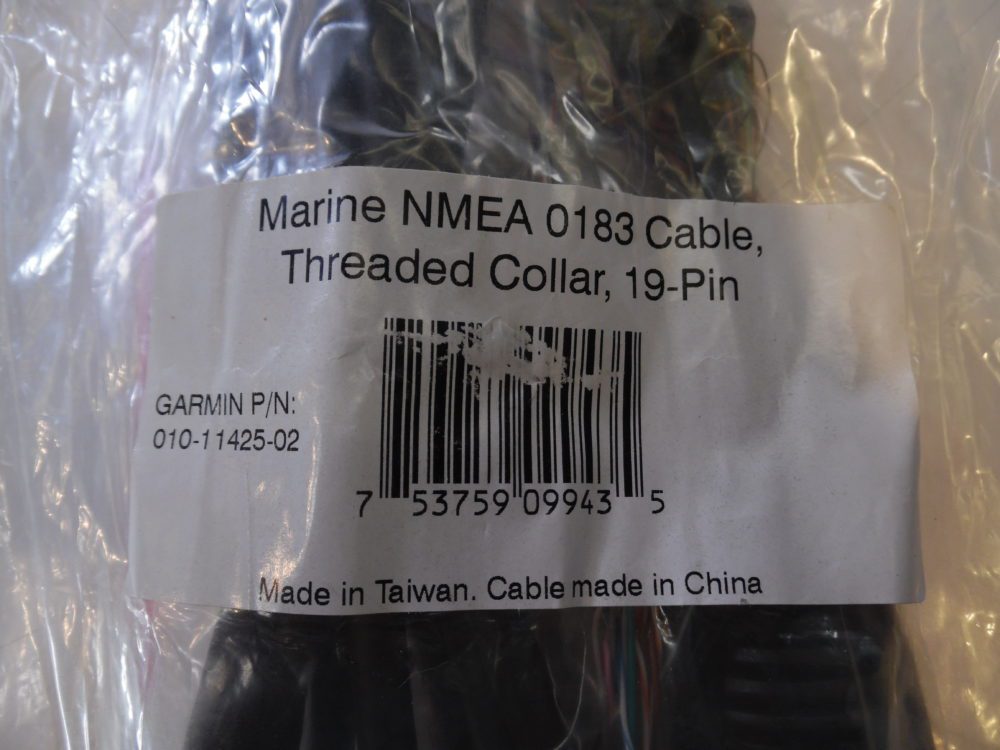 Marine NMEA 0183 Cable,
Threaded Collar, 19-Pin
GARMIN P/N:
010-11425-02
7 53759 09943 5
Made in Taiwan. Cable made in China